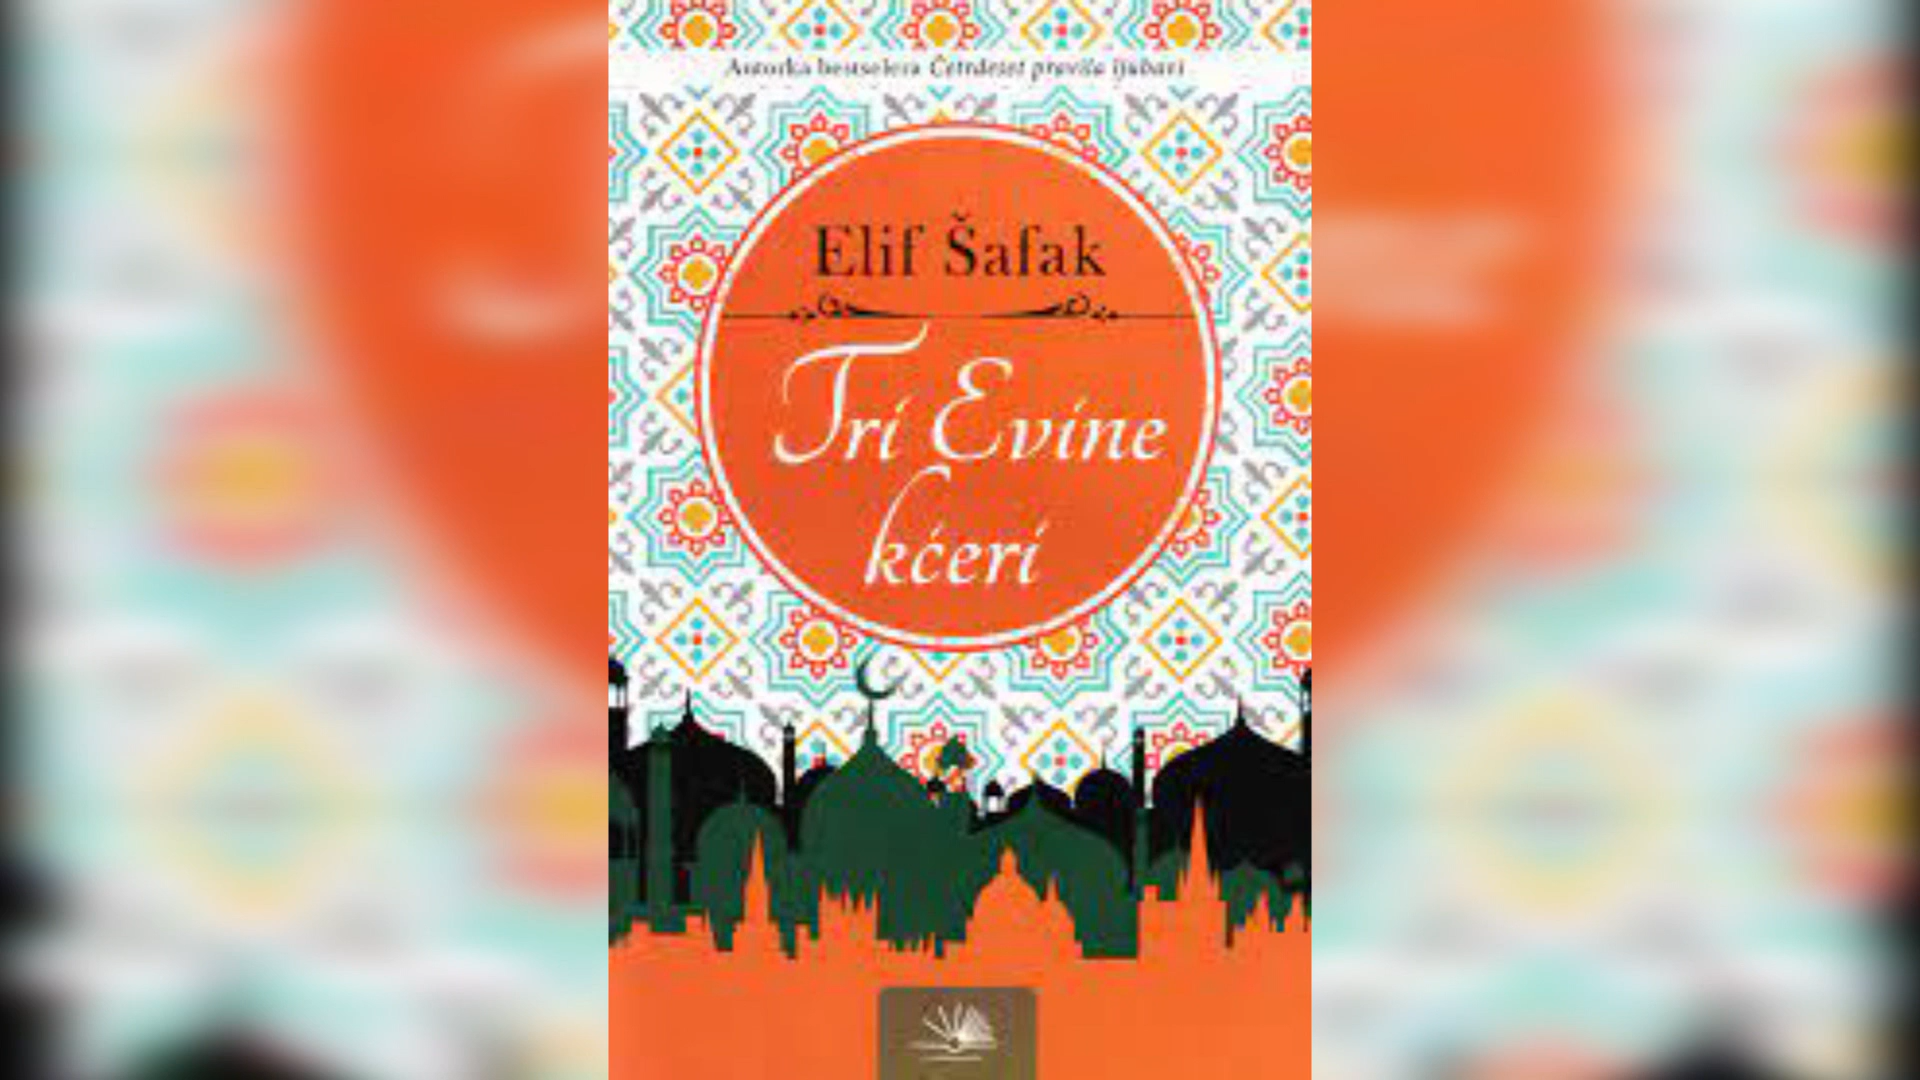 Autorka bestselera Četrdeset pravila ljubavi
Elif Šafak
Tri Evine
kćeri